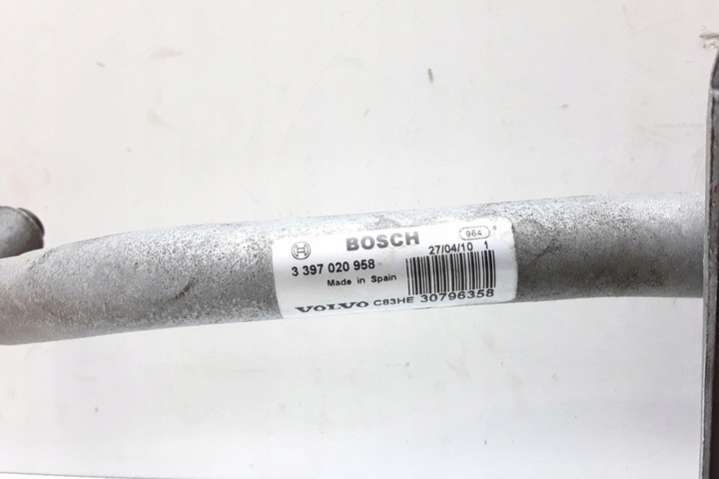 BOSCH 964
27/04/10 1
3 397 020 958
Made in Spain
VOLVO C83HE 30796358